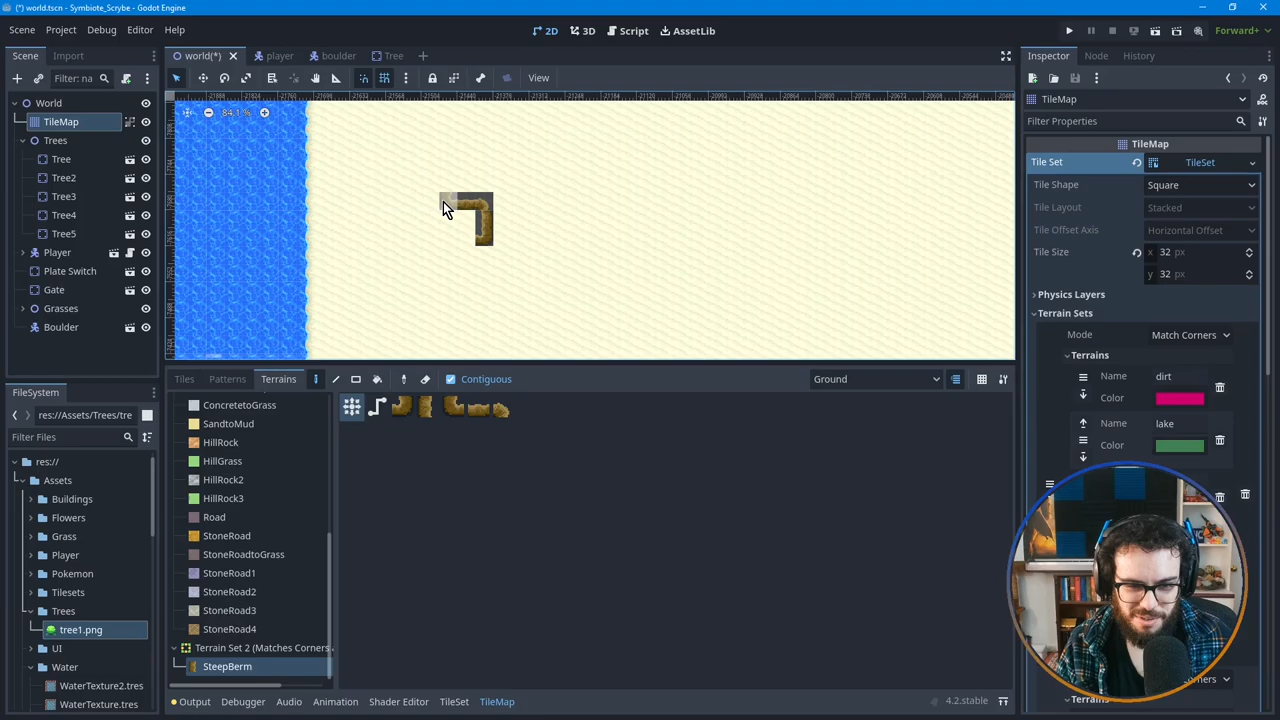 (*) world.tscn - Symbiote_Scrybe - Godot Engine
Scene Project Debug Editor Help
2D 3D Script AssetLib
Forward+
Scene Import
world(*) player boulder Tree
Inspector Node History
Filter: na
View
World
TileMap
Trees
Tree
Tree2
Tree3
Tree4
Tree5
Player
Plate Switch
Gate
Grasses
Boulder
84.1 %
TileMap
Filter Properties
TileMap
Tile Set TileSet
Tile Shape Square
Tile Layout Stacked
Tile Offset Axis Horizontal Offset
Tile Size x 32 px
y 32 px
Physics Layers
Terrain Sets
Mode Match Corners
Terrains
Name dirt
Color
Name lake
Color
orners
Terrains
FileSystem
res://Assets/Trees/tre
Filter Files
res://
Assets
Buildings
Flowers
Grass
Player
Pokemon
Tilesets
Trees
tree1.png
UI
Water
WaterTexture2.tres
WaterTexture.tres
Tiles Patterns Terrains
Contiguous
Ground
ConcretetoGrass
SandtoMud
HillRock
HillGrass
HillRock2
HillRock3
Road
StoneRoad
StoneRoadtoGrass
StoneRoad1
StoneRoad2
StoneRoad3
StoneRoad4
Terrain Set 2 (Matches Corners
SteepBerm
Output Debugger Audio Animation Shader Editor TileSet TileMap
4.2.stable